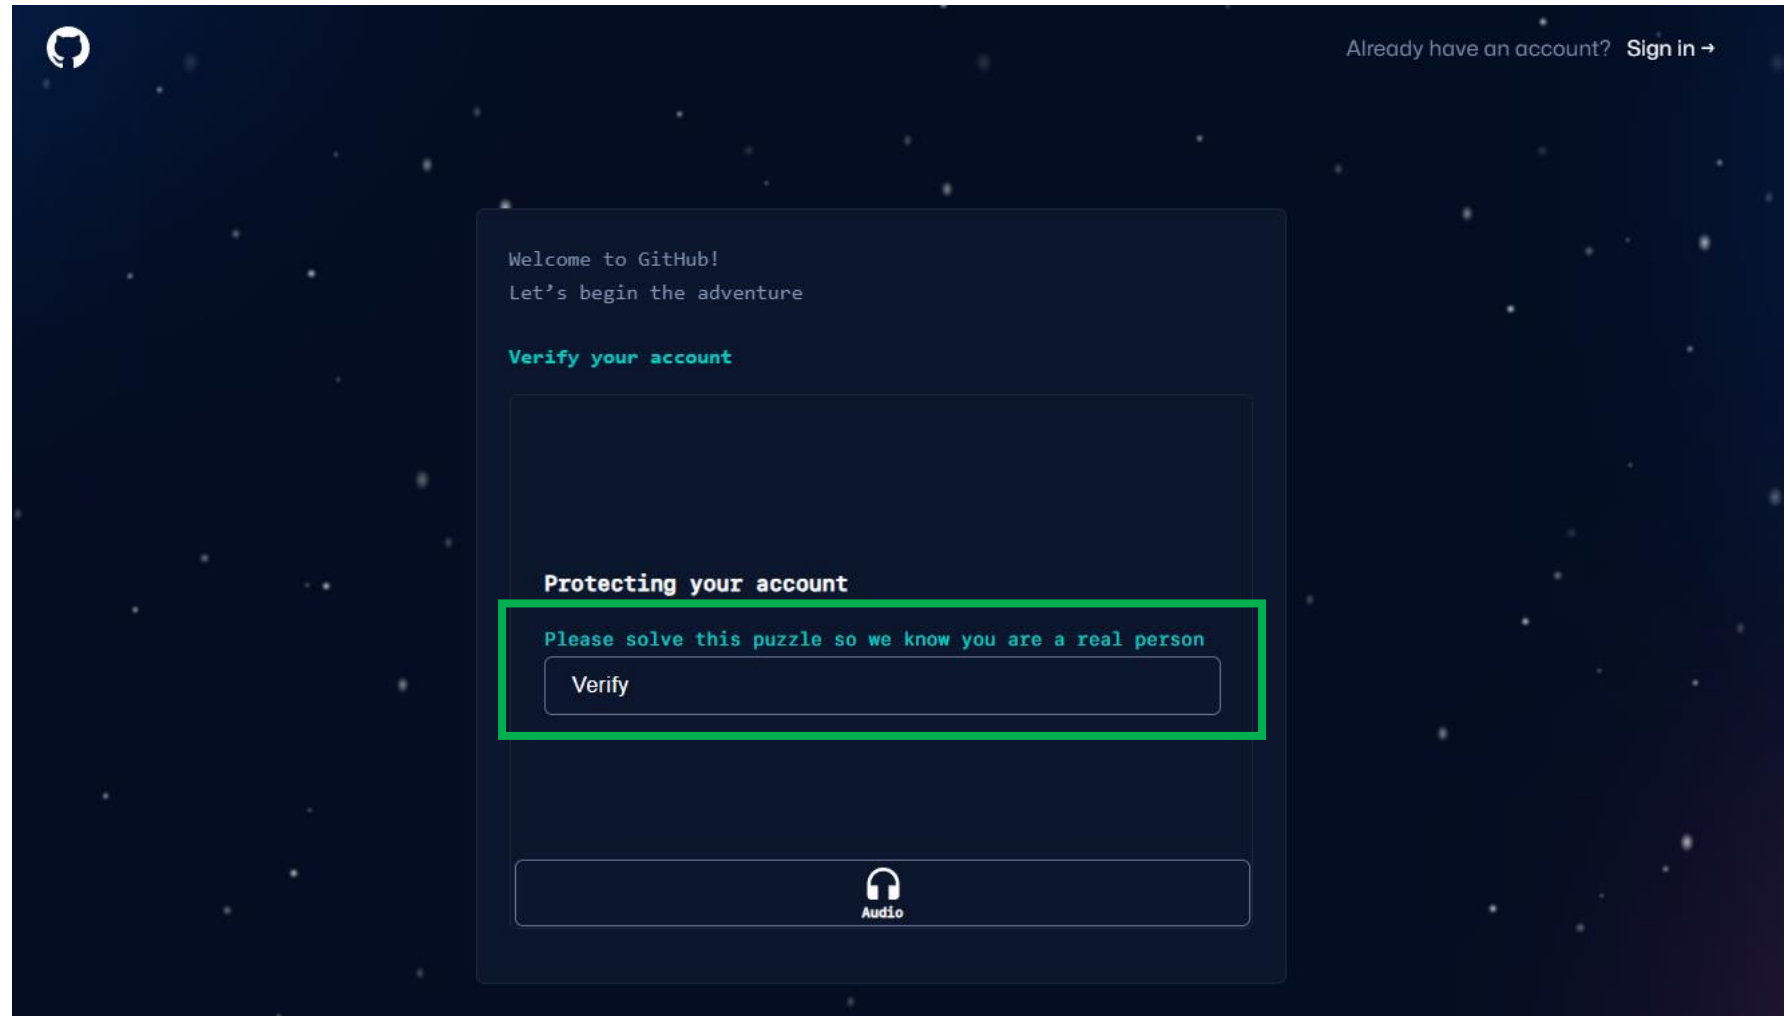 Already have an account? Sign in →
Welcome to GitHub!
Let’s begin the adventure
Verify your account
Protecting your account
Please solve this puzzle so we know you are a real person
Verify
Audio